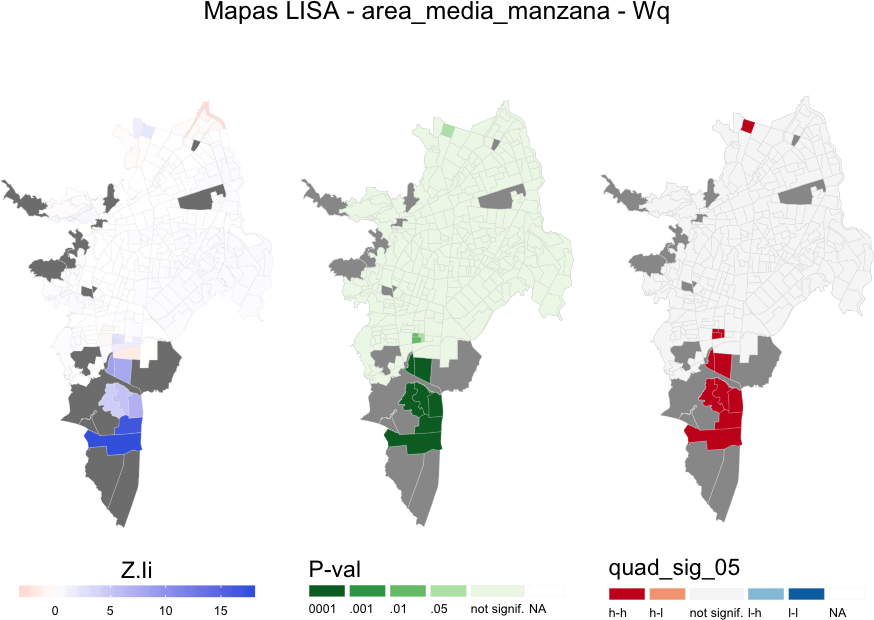 Mapas LISA - area_media_manzana - Wq
Z.Ii
0 5 10 15
P-val
0001 .001 .01 .05 not signif. NA
quad_sig_05
h-h h-l not signif. l-h l-l NA